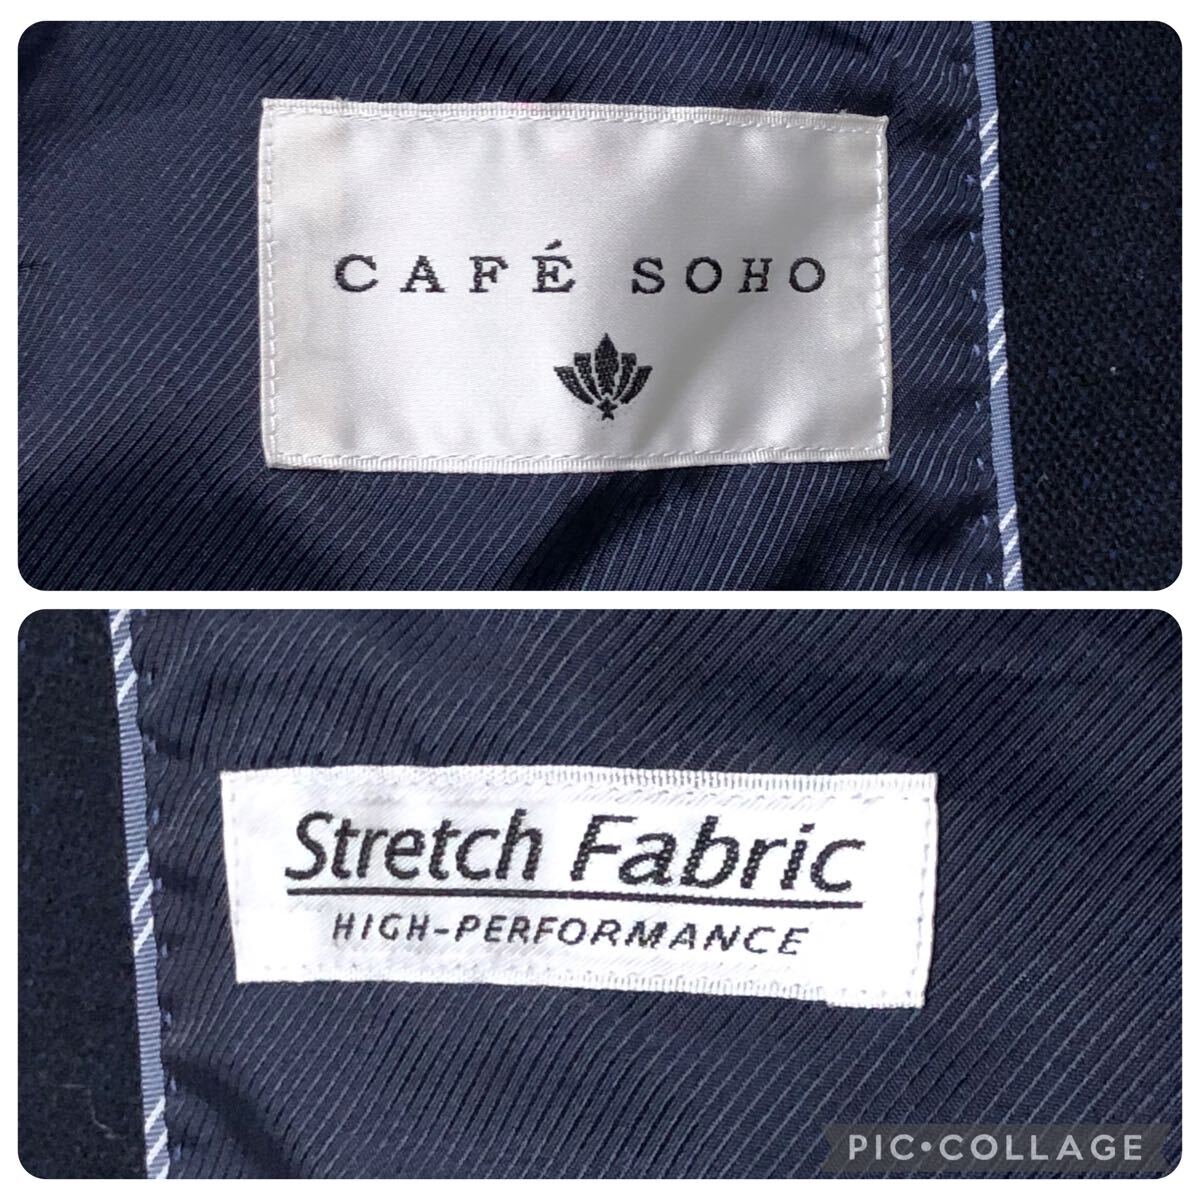 CAFÉ SOHO
Stretch Fabric
HIGH-PERFORMANCE
PIC•COLLAGE